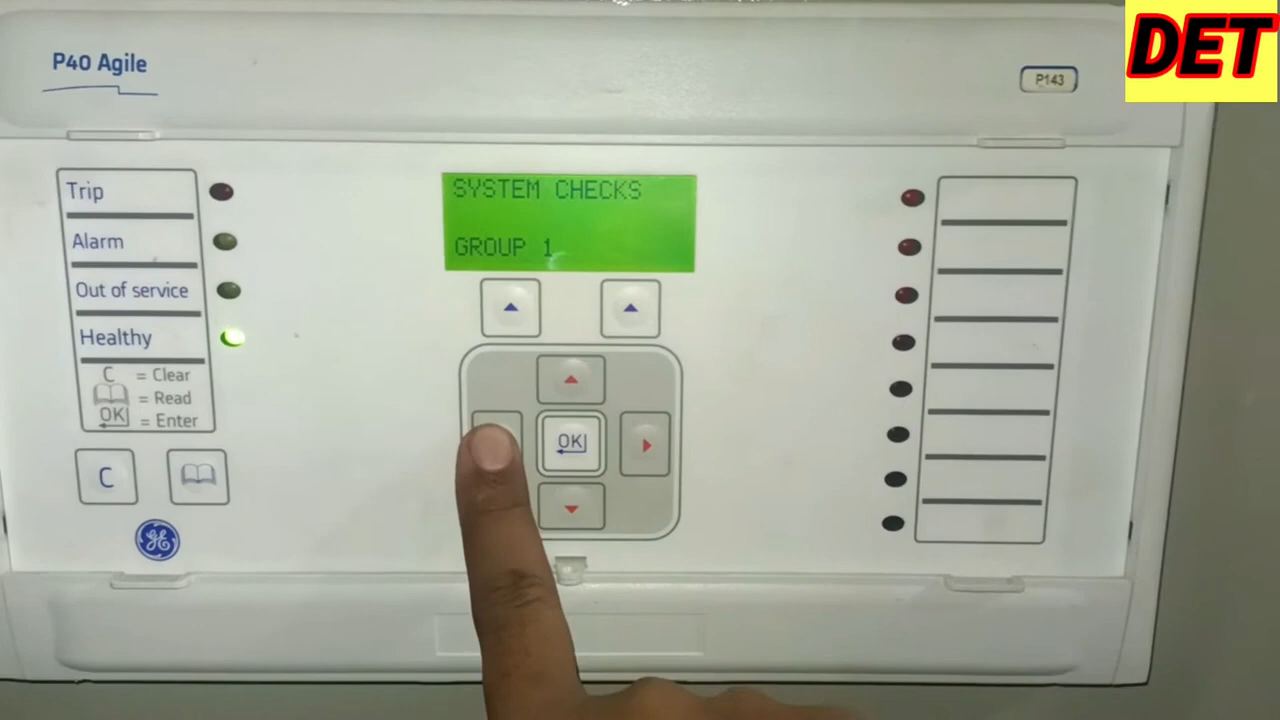 DET
P40 Agile
P143
Trip
Alarm
Out of service
Healthy
C = Clear
= Read
OK = Enter
C
SYSTEM CHECKS
GROUP 1
OK
GE